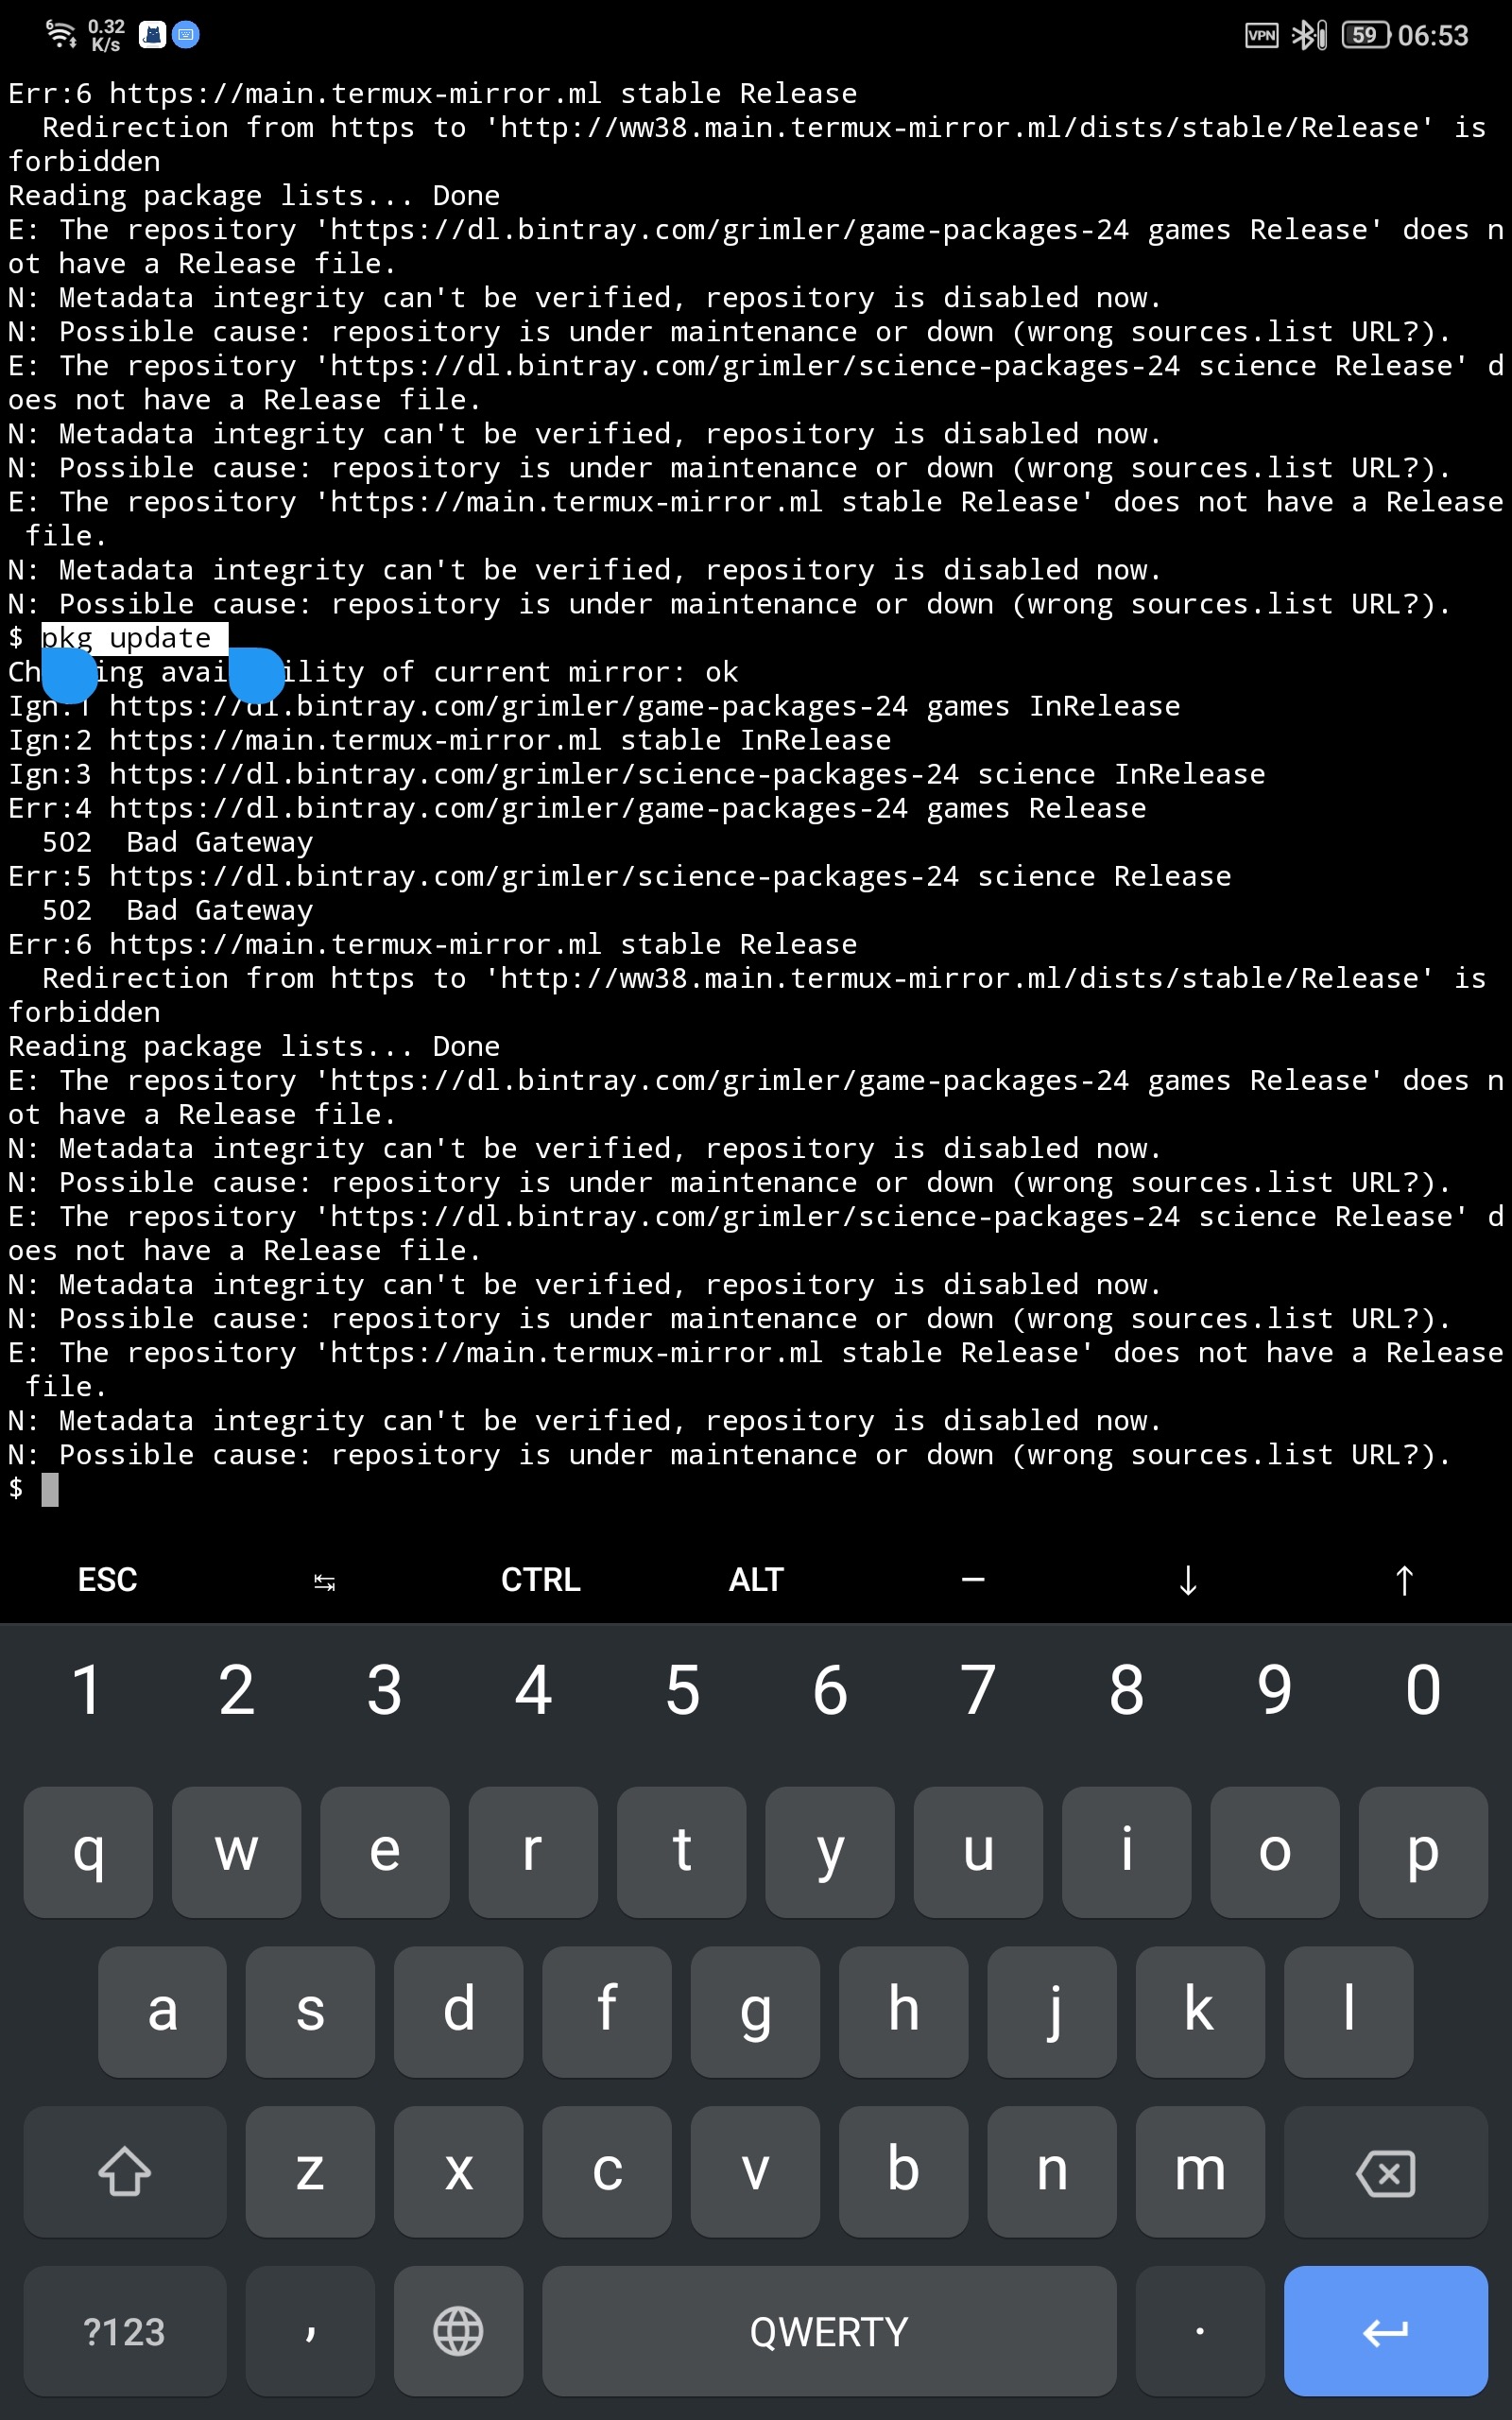 6
0.32
K/s
VPN
59
06:53
Err:6 https://main.termux-mirror.ml stable Release
  Redirection from https to 'http://ww38.main.termux-mirror.ml/dists/stable/Release' is
forbidden
Reading package lists... Done
E: The repository 'https://dl.bintray.com/grimler/game-packages-24 games Release' does n
ot have a Release file.
N: Metadata integrity can't be verified, repository is disabled now.
N: Possible cause: repository is under maintenance or down (wrong sources.list URL?).
E: The repository 'https://dl.bintray.com/grimler/science-packages-24 science Release' d
oes not have a Release file.
N: Metadata integrity can't be verified, repository is disabled now.
N: Possible cause: repository is under maintenance or down (wrong sources.list URL?).
E: The repository 'https://main.termux-mirror.ml stable Release' does not have a Release
 file.
N: Metadata integrity can't be verified, repository is disabled now.
N: Possible cause: repository is under maintenance or down (wrong sources.list URL?).
$ pkg update
Ch ing avai ility of current mirror: ok
Ign:1 https://dl.bintray.com/grimler/game-packages-24 games InRelease
Ign:2 https://main.termux-mirror.ml stable InRelease
Ign:3 https://dl.bintray.com/grimler/science-packages-24 science InRelease
Err:4 https://dl.bintray.com/grimler/game-packages-24 games Release
  502  Bad Gateway
Err:5 https://dl.bintray.com/grimler/science-packages-24 science Release
  502  Bad Gateway
Err:6 https://main.termux-mirror.ml stable Release
  Redirection from https to 'http://ww38.main.termux-mirror.ml/dists/stable/Release' is
forbidden
Reading package lists... Done
E: The repository 'https://dl.bintray.com/grimler/game-packages-24 games Release' does n
ot have a Release file.
N: Metadata integrity can't be verified, repository is disabled now.
N: Possible cause: repository is under maintenance or down (wrong sources.list URL?).
E: The repository 'https://dl.bintray.com/grimler/science-packages-24 science Release' d
oes not have a Release file.
N: Metadata integrity can't be verified, repository is disabled now.
N: Possible cause: repository is under maintenance or down (wrong sources.list URL?).
E: The repository 'https://main.termux-mirror.ml stable Release' does not have a Release
 file.
N: Metadata integrity can't be verified, repository is disabled now.
N: Possible cause: repository is under maintenance or down (wrong sources.list URL?).
$
ESC ↹ CTRL ALT — ↓ ↑
1 2 3 4 5 6 7 8 9 0
q w e r t y u i o p
a s d f g h j k l
z x c v b n m
?123 , QWERTY .